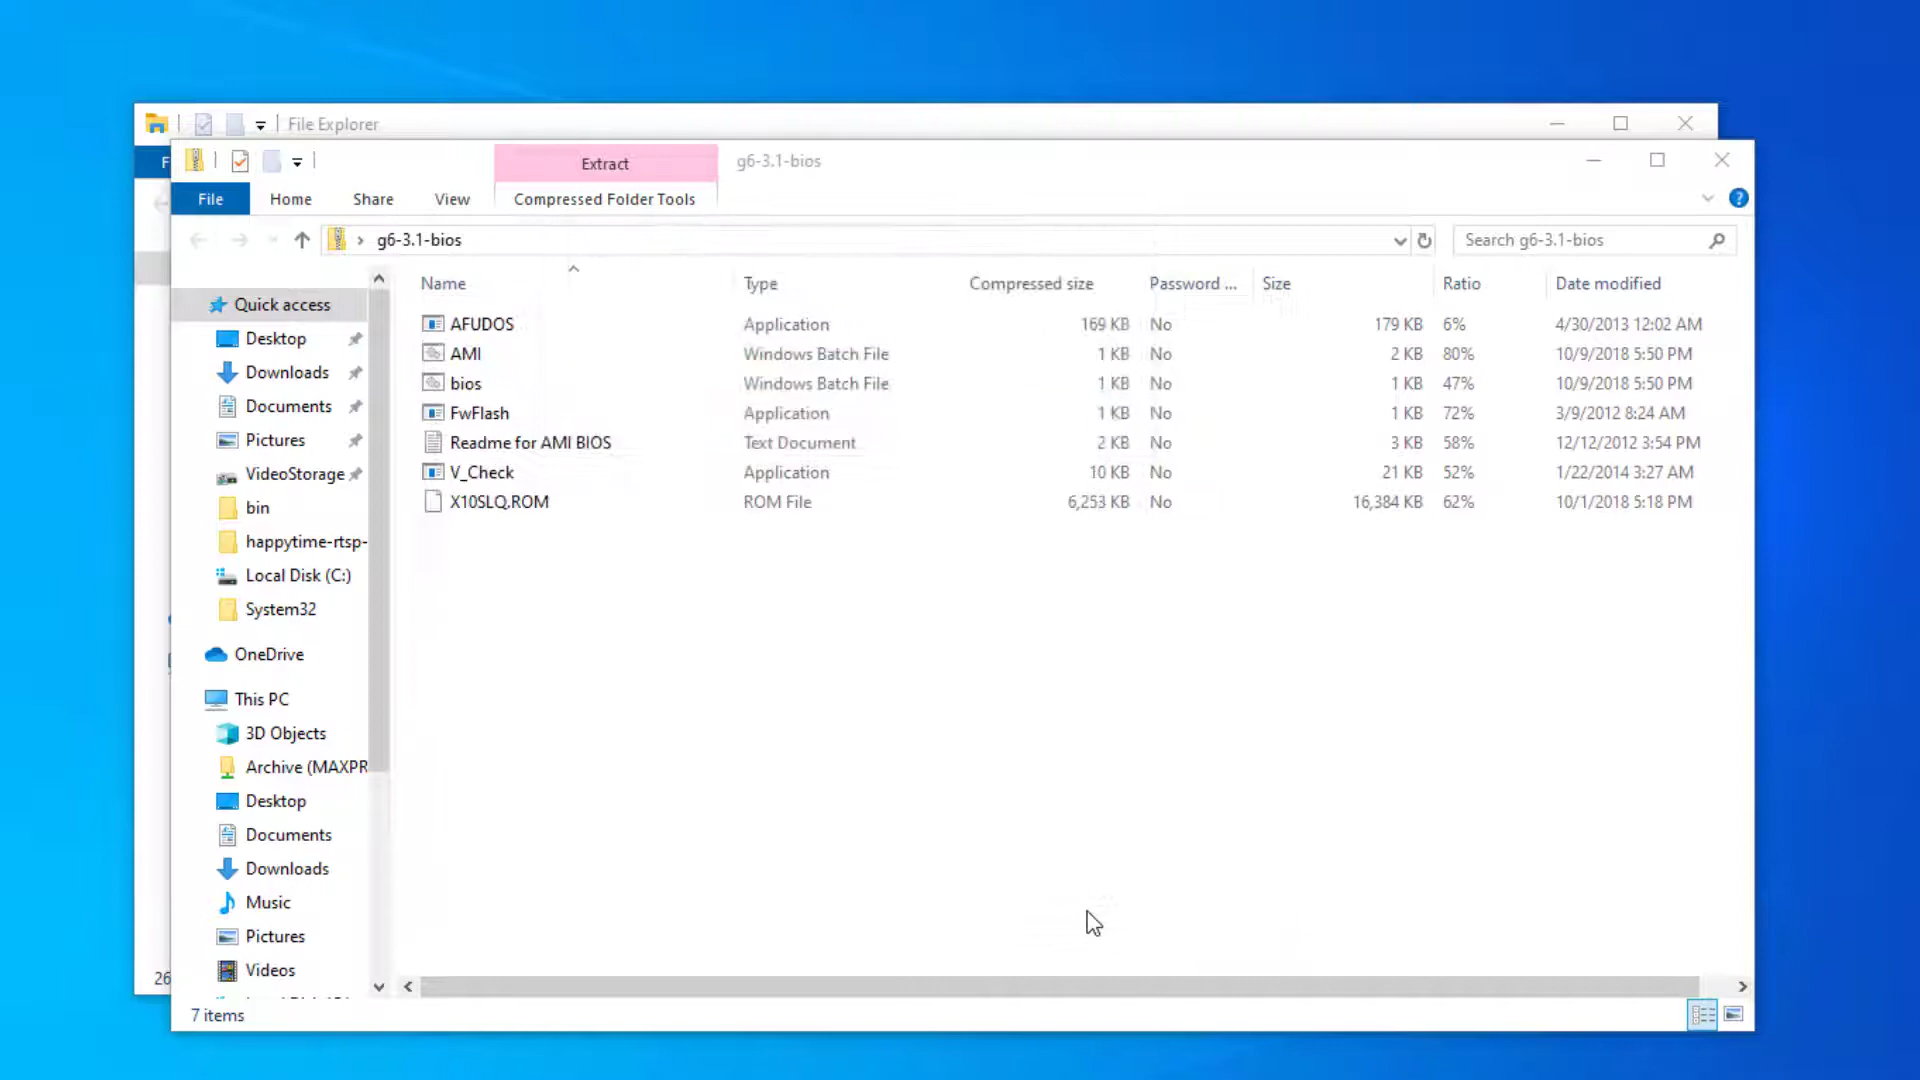 File Explorer
F
Extract
g6-3.1-bios
File Home Share View Compressed Folder Tools
g6-3.1-bios
Search g6-3.1-bios
Name Type Compressed size Password ... Size Ratio Date modified
AFUDOS Application 169 KB No 179 KB 6% 4/30/2013 12:02 AM
AMI Windows Batch File 1 KB No 2 KB 80% 10/9/2018 5:50 PM
bios Windows Batch File 1 KB No 1 KB 47% 10/9/2018 5:50 PM
FwFlash Application 1 KB No 1 KB 72% 3/9/2012 8:24 AM
Readme for AMI BIOS Text Document 2 KB No 3 KB 58% 12/12/2012 3:54 PM
V_Check Application 10 KB No 21 KB 52% 1/22/2014 3:27 AM
X10SLQ.ROM ROM File 6,253 KB No 16,384 KB 62% 10/1/2018 5:18 PM
Quick access
Desktop
Downloads
Documents
Pictures
VideoStorage
bin
happytime-rtsp-
Local Disk (C:)
System32
OneDrive
This PC
3D Objects
Archive (MAXPR
Desktop
Documents
Downloads
Music
Pictures
Videos
26
7 items